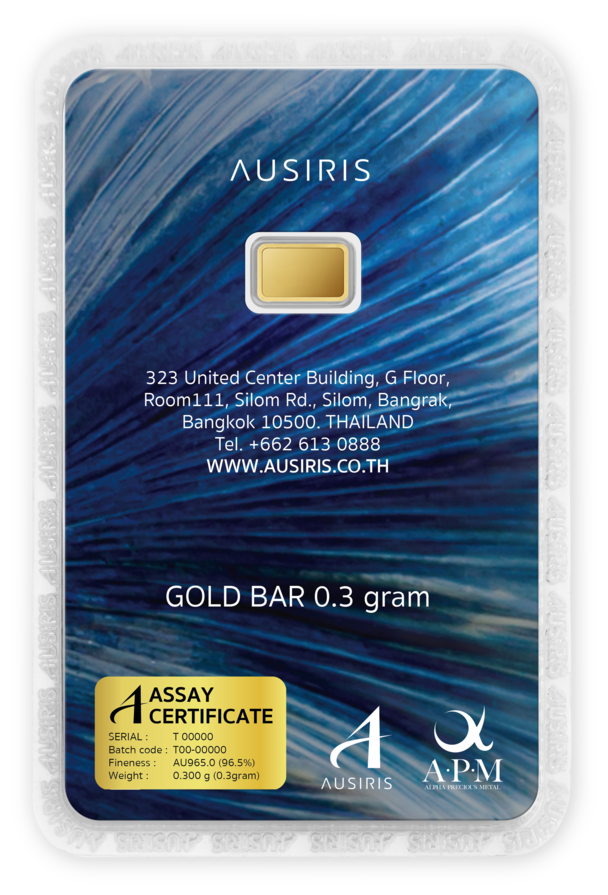 AUSIRIS
323 United Center Building, G Floor,
Room111, Silom Rd., Silom, Bangrak,
Bangkok 10500. THAILAND
Tel. +662 613 0888
WWW.AUSIRIS.CO.TH
GOLD BAR 0.3 gram
ASSAY
CERTIFICATE
SERIAL : T 00000
Batch code : T00-00000
Fineness : AU965.0 (96.5%)
Weight : 0.300 g (0.3gram)
AUSIRIS
A·P·M
ALPHA PRECIOUS METAL